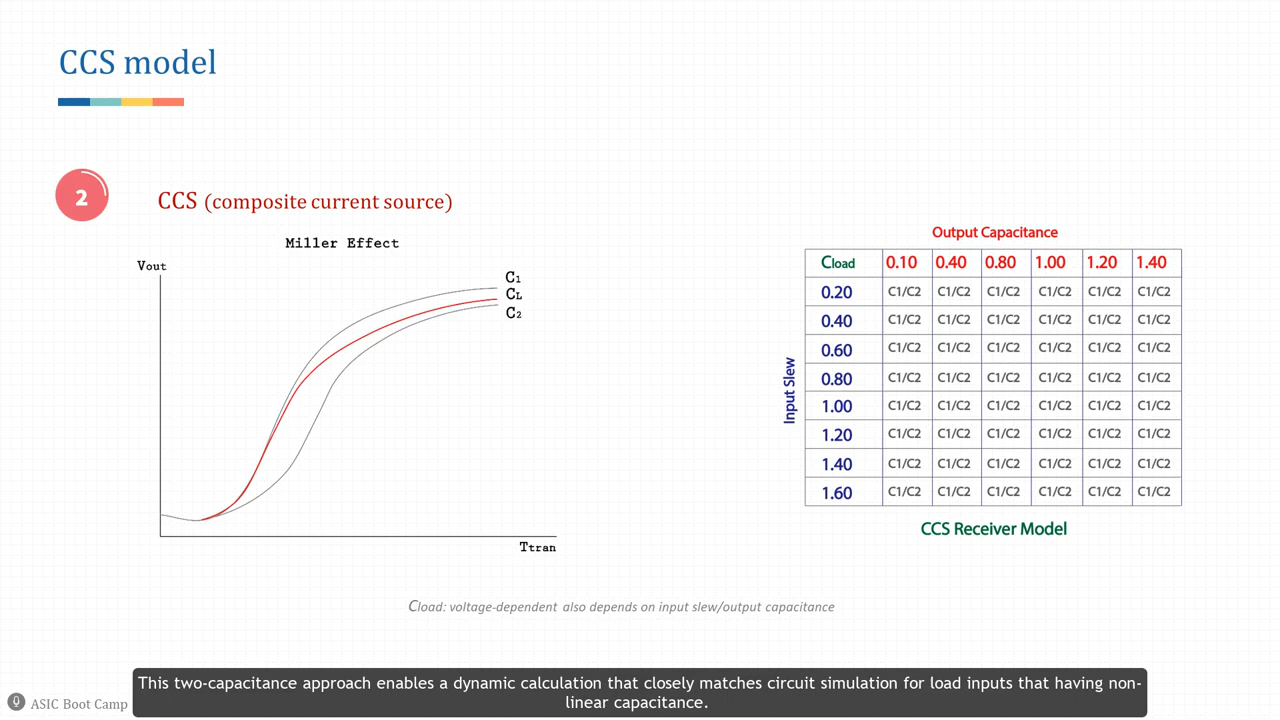 CCS model
2
CCS (composite current source)
Miller Effect
Vout
C1
CL
C2
Ttran
Output Capacitance
Cload 0.10 0.40 0.80 1.00 1.20 1.40
0.20 C1/C2 C1/C2 C1/C2 C1/C2 C1/C2 C1/C2
0.40 C1/C2 C1/C2 C1/C2 C1/C2 C1/C2 C1/C2
0.60 C1/C2 C1/C2 C1/C2 C1/C2 C1/C2 C1/C2
0.80 C1/C2 C1/C2 C1/C2 C1/C2 C1/C2 C1/C2
1.00 C1/C2 C1/C2 C1/C2 C1/C2 C1/C2 C1/C2
1.20 C1/C2 C1/C2 C1/C2 C1/C2 C1/C2 C1/C2
1.40 C1/C2 C1/C2 C1/C2 C1/C2 C1/C2 C1/C2
1.60 C1/C2 C1/C2 C1/C2 C1/C2 C1/C2 C1/C2
Input Slew
CCS Receiver Model
Cload: voltage-dependent also depends on input slew/output capacitance
This two-capacitance approach enables a dynamic calculation that closely matches circuit simulation for load inputs that having non-
linear capacitance.
ASIC Boot Camp